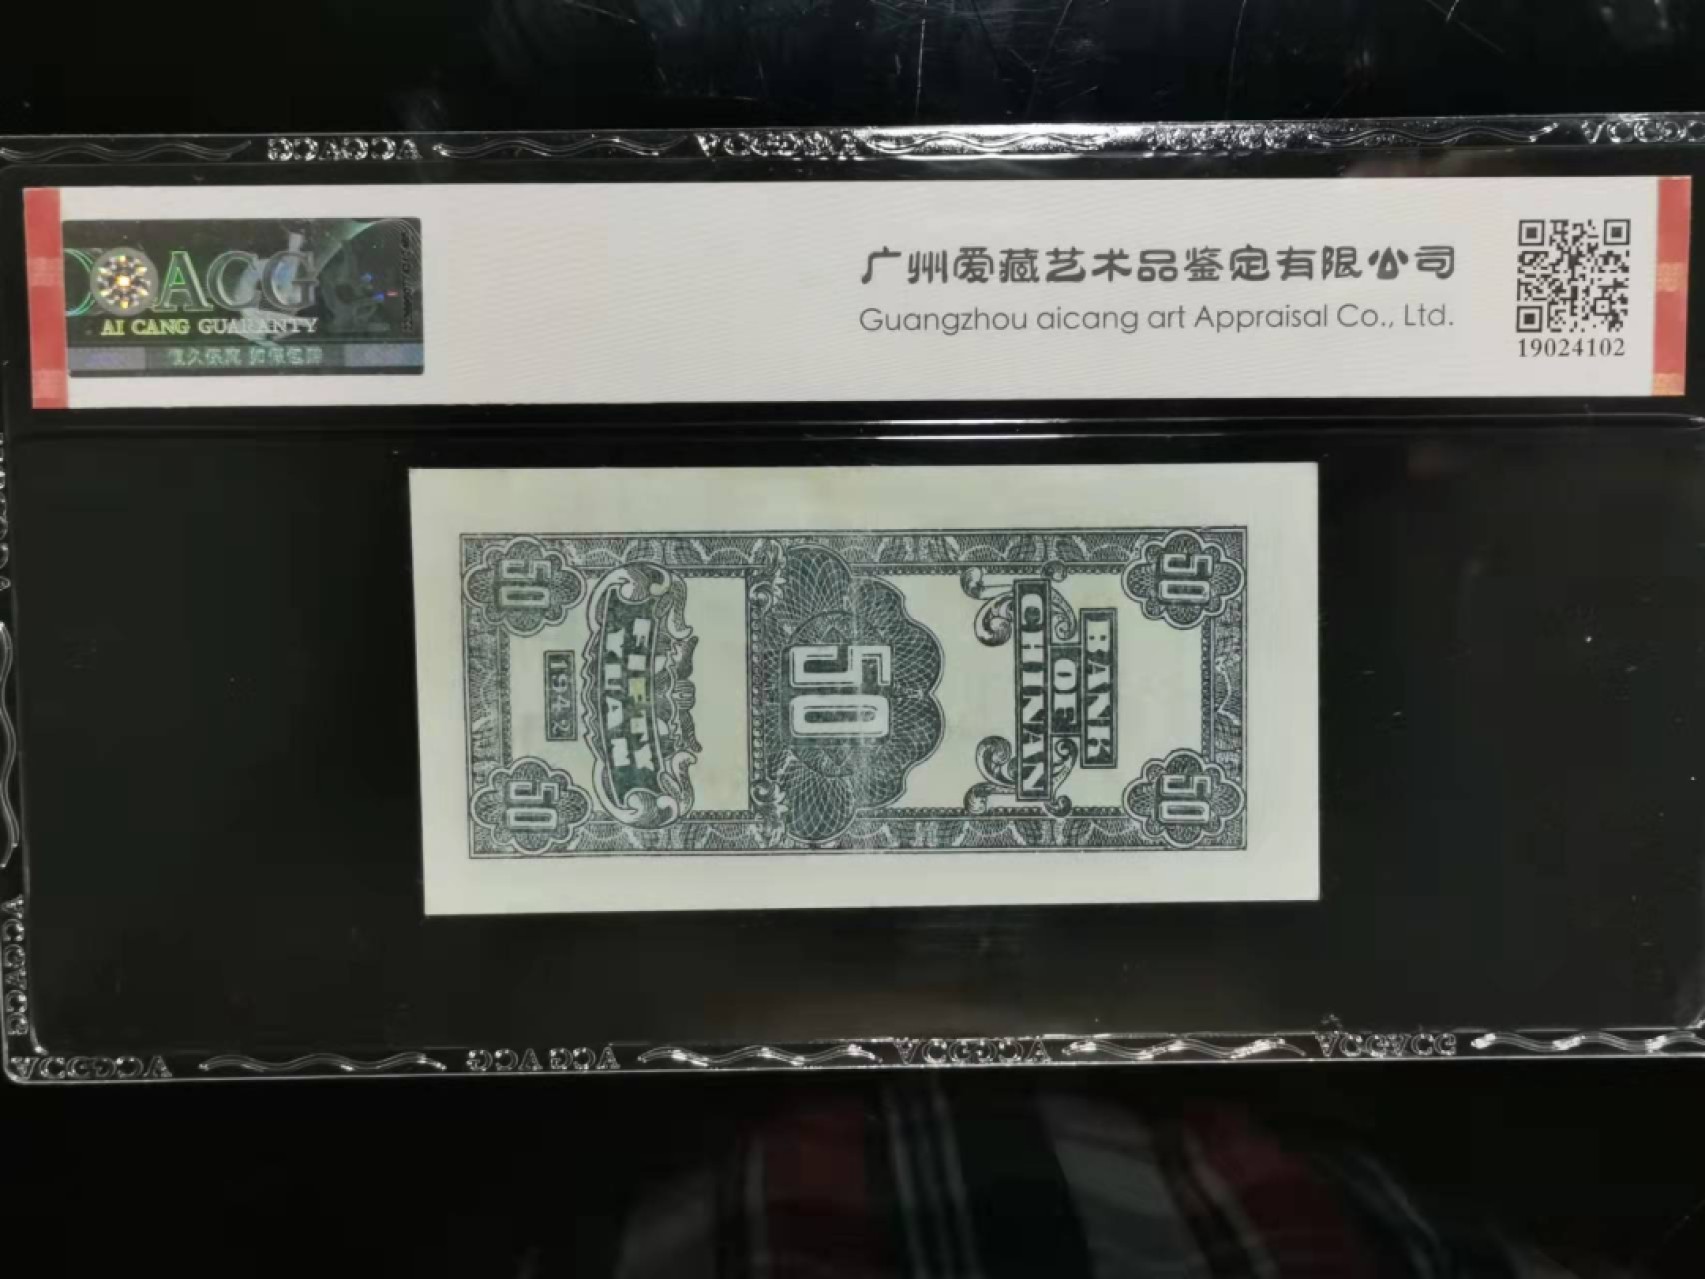 ACG
AI CANG GUARANTY
广州爱藏艺术品鉴定有限公司
Guangzhou aicang art Appraisal Co., Ltd.
19024102
50
50
BANK
OF
CHINAN
50
FIFTY
YUAN
1942
50
50